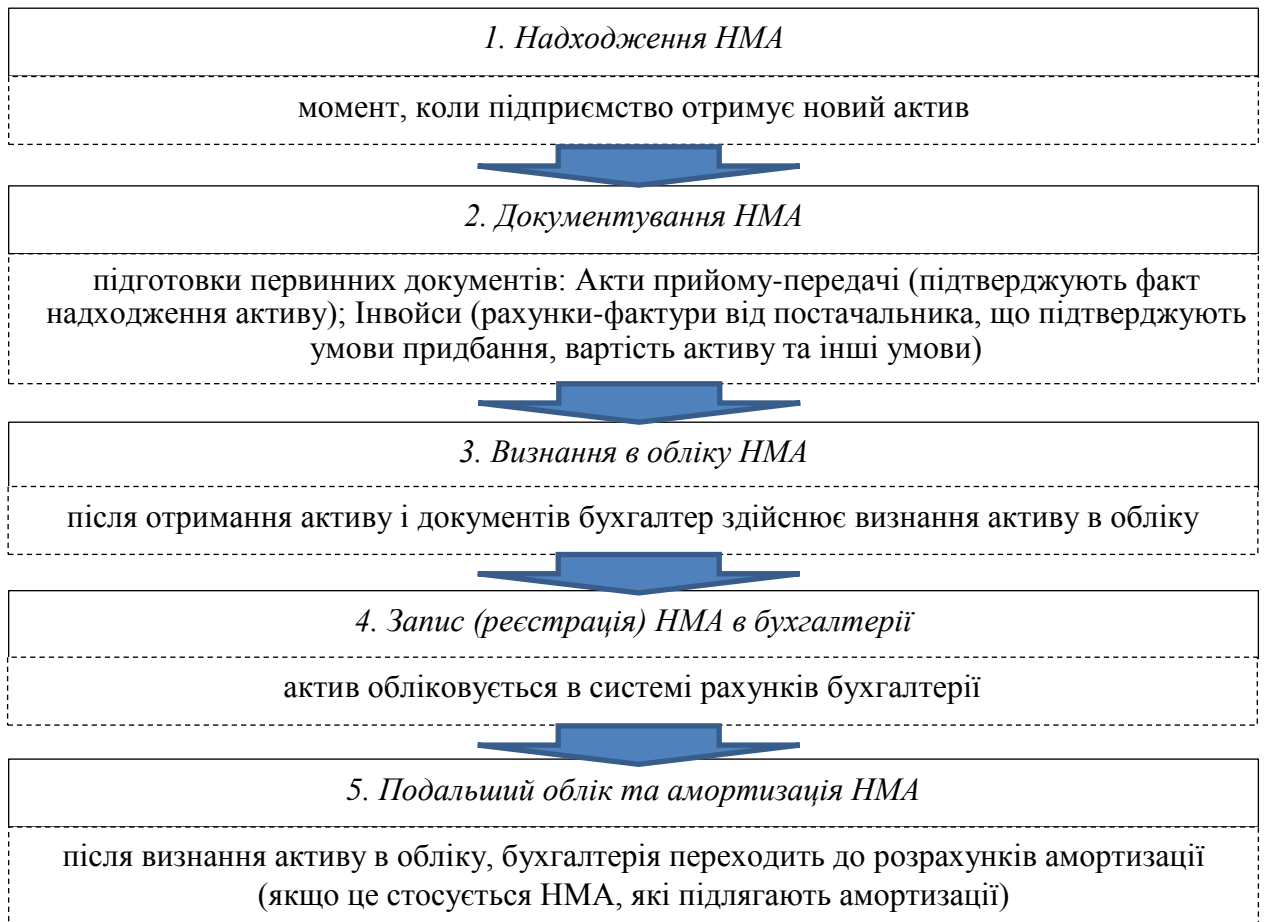 1. Надходження НМА
момент, коли підприємство отримує новий актив
2. Документування НМА
підготовки первинних документів: Акти прийому-передачі (підтверджують факт
надходження активу); Інвойси (рахунки-фактури від постачальника, що підтверджують
умови придбання, вартість активу та інші умови)
3. Визнання в обліку НМА
після отримання активу і документів бухгалтер здійснює визнання активу в обліку
4. Запис (реєстрація) НМА в бухгалтерії
актив обліковується в системі рахунків бухгалтерії
5. Подальший облік та амортизація НМА
після визнання активу в обліку, бухгалтерія переходить до розрахунків амортизації
(якщо це стосується НМА, які підлягають амортизації)